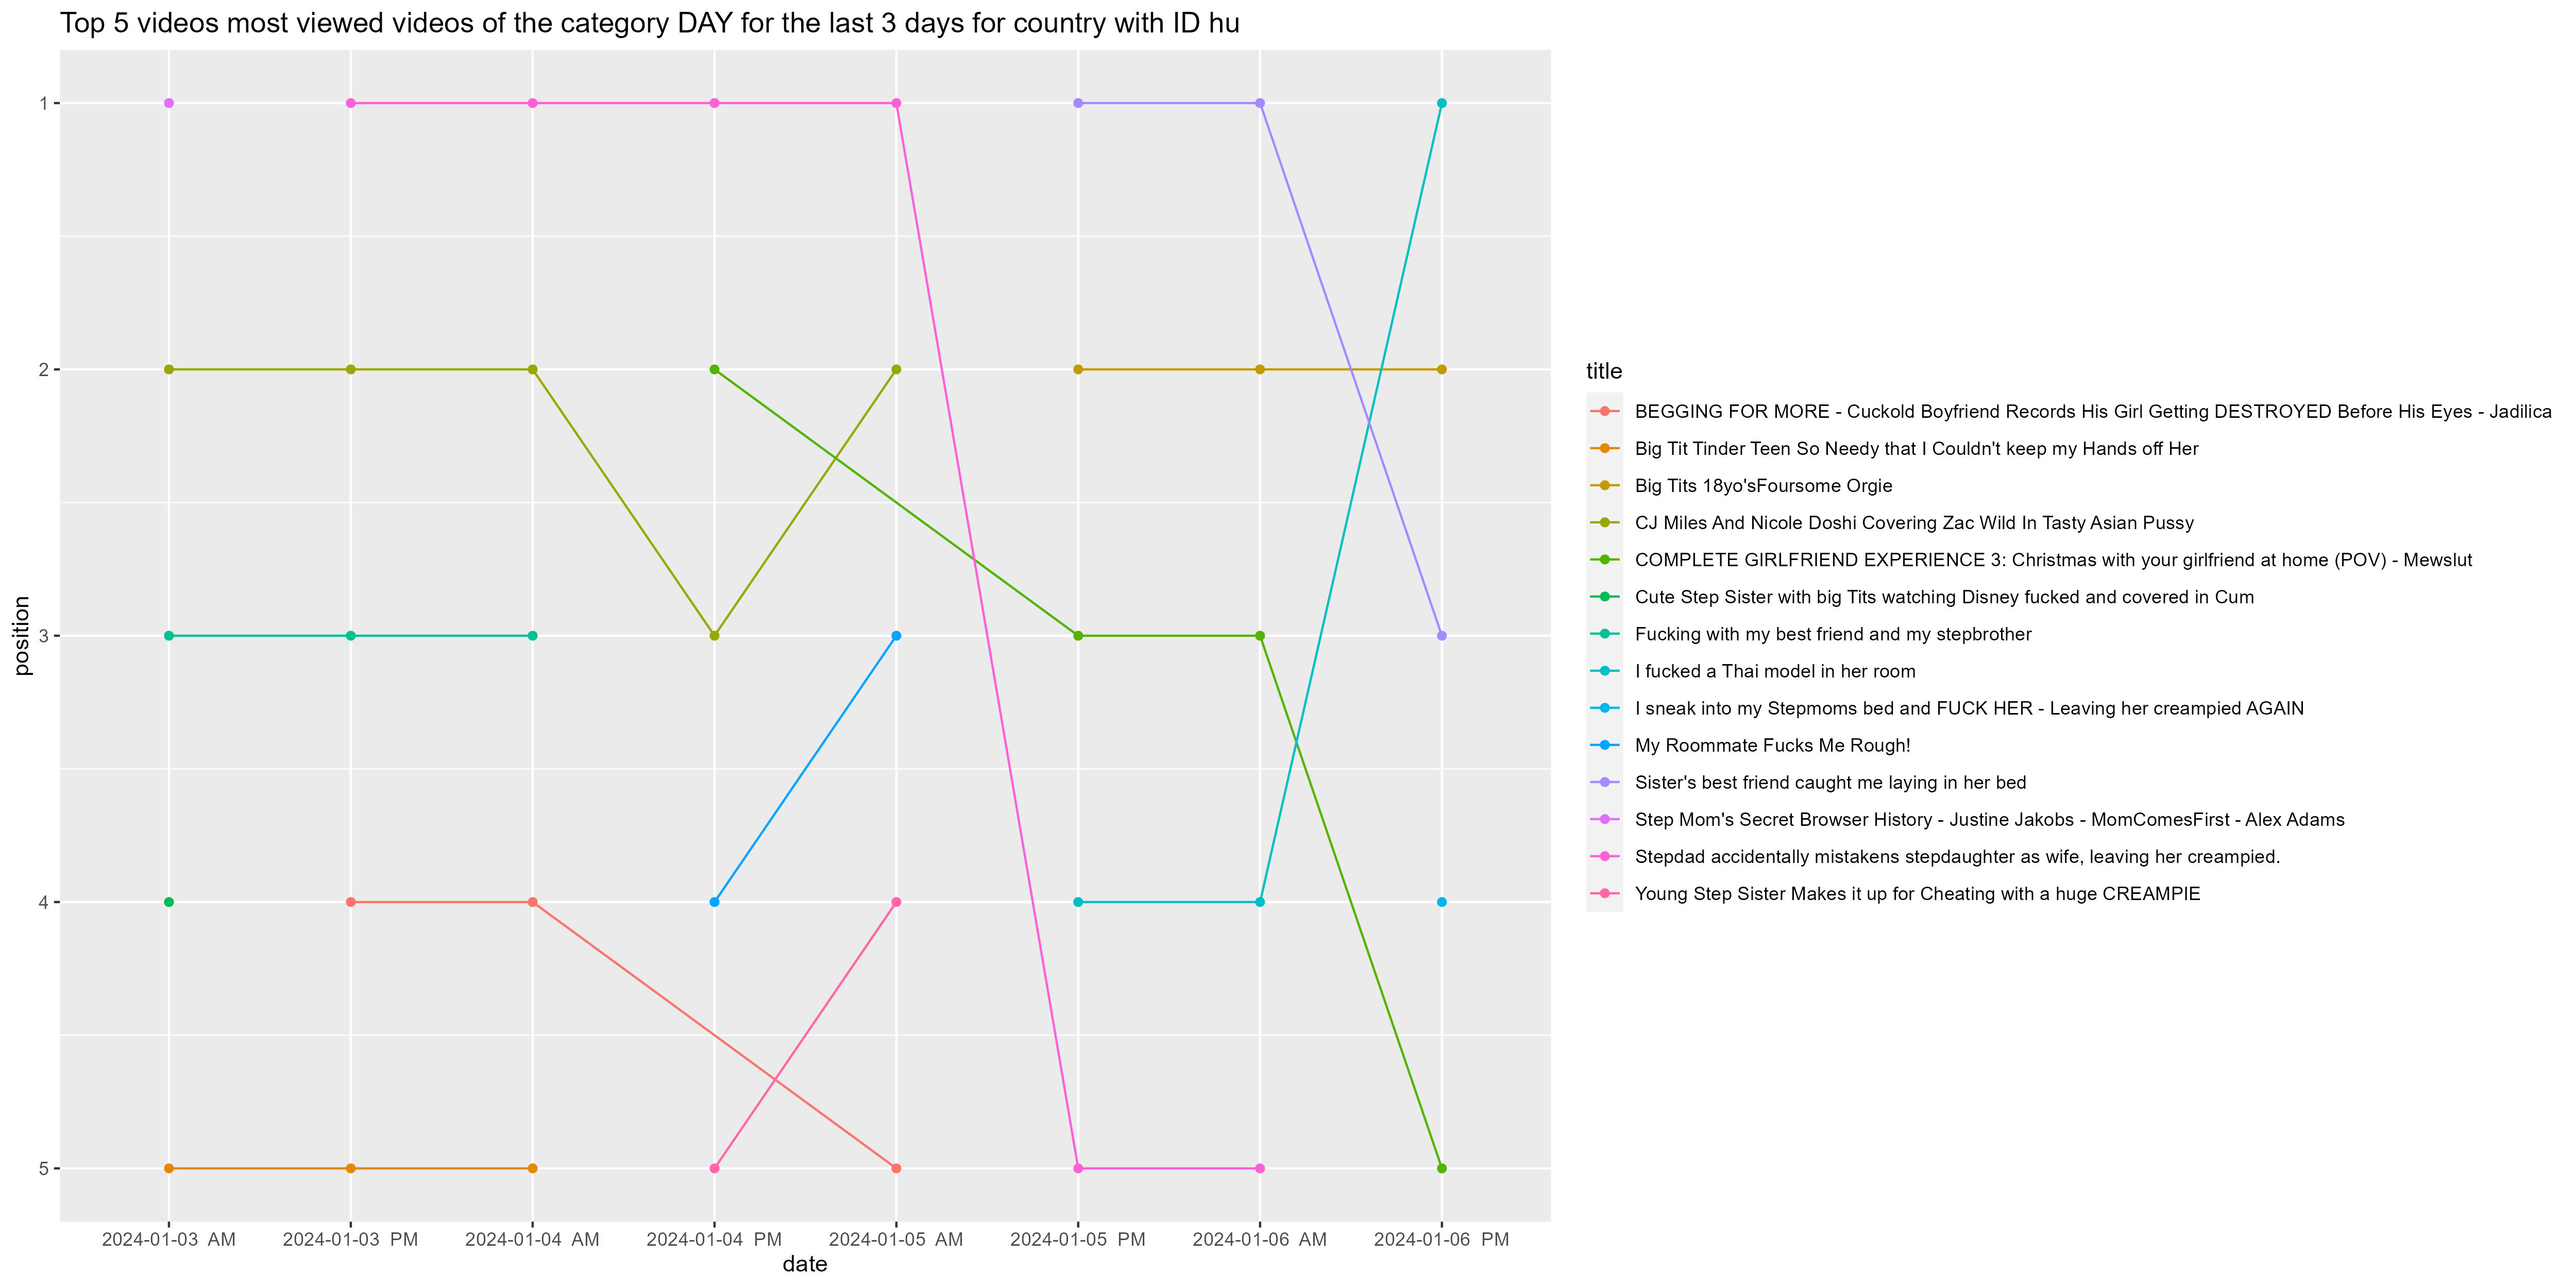 Top 5 videos most viewed videos of the category DAY for the last 3 days for country with ID hu
position
1
2
3
4
5
2024-01-03 AM
2024-01-03 PM
2024-01-04 AM
2024-01-04 PM
2024-01-05 AM
2024-01-05 PM
2024-01-06 AM
2024-01-06 PM
date
title
BEGGING FOR MORE - Cuckold Boyfriend Records His Girl Getting DESTROYED Before His Eyes - Jadilica
Big Tit Tinder Teen So Needy that I Couldn't keep my Hands off Her
Big Tits 18yo'sFoursome Orgie
CJ Miles And Nicole Doshi Covering Zac Wild In Tasty Asian Pussy
COMPLETE GIRLFRIEND EXPERIENCE 3: Christmas with your girlfriend at home (POV) - Mewslut
Cute Step Sister with big Tits watching Disney fucked and covered in Cum
Fucking with my best friend and my stepbrother
I fucked a Thai model in her room
I sneak into my Stepmoms bed and FUCK HER - Leaving her creampied AGAIN
My Roommate Fucks Me Rough!
Sister's best friend caught me laying in her bed
Step Mom's Secret Browser History - Justine Jakobs - MomComesFirst - Alex Adams
Stepdad accidentally mistakens stepdaughter as wife, leaving her creampied.
Young Step Sister Makes it up for Cheating with a huge CREAMPIE